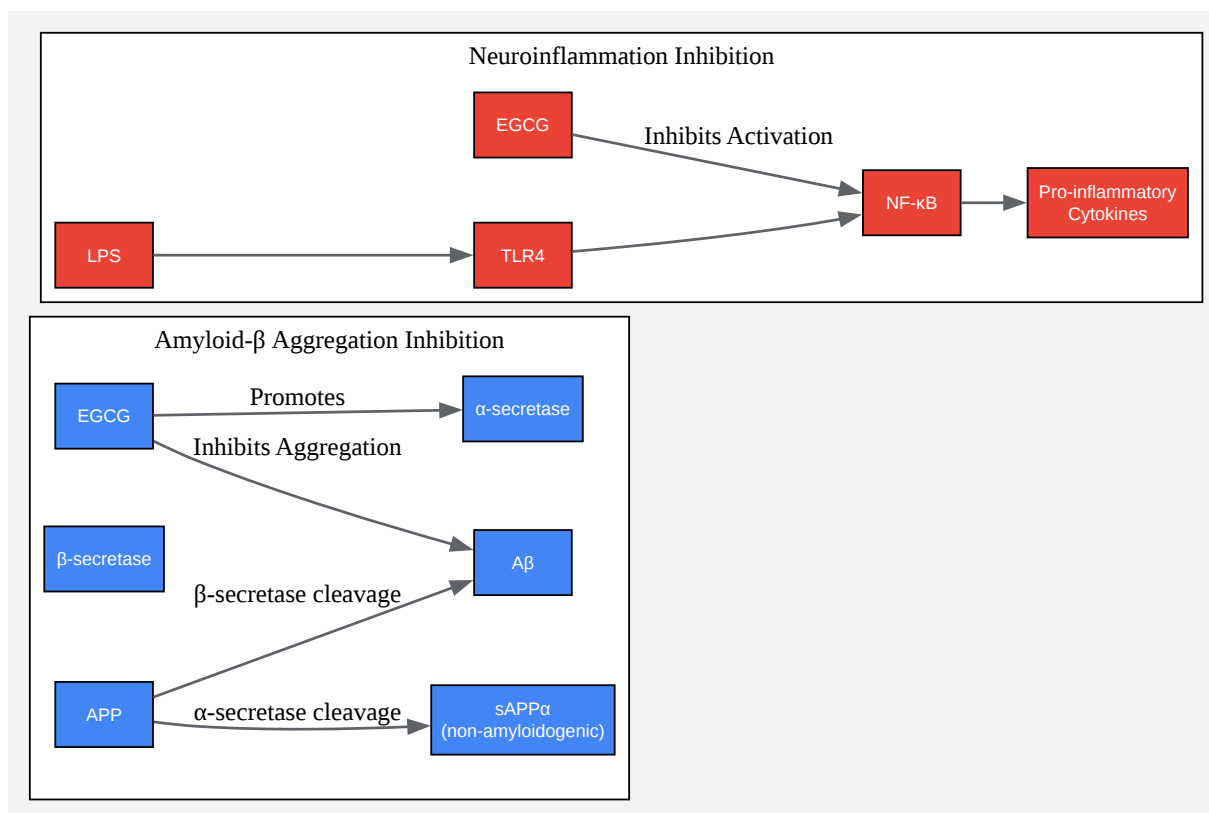 Neuroinflammation Inhibition
EGCG
Inhibits Activation
NF-κB
Pro-inflammatory
Cytokines
LPS
TLR4
Amyloid-β Aggregation Inhibition
EGCG
Promotes
α-secretase
Inhibits Aggregation
β-secretase
Aβ
β-secretase cleavage
APP
α-secretase cleavage
sAPPα
(non-amyloidogenic)